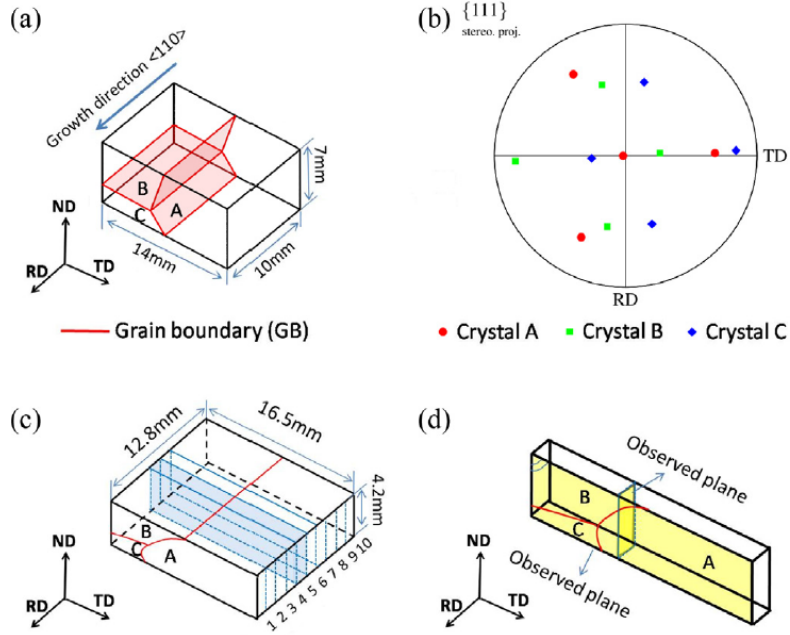 (a)
Growth direction <110>
B
A
C
7mm
14mm
10mm
ND
RD
TD
Grain boundary (GB)
(b)
{111}
stereo. proj.
TD
RD
Crystal A
Crystal B
Crystal C
(c)
12.8mm
16.5mm
4.2mm
B
C
A
1 2 3 4 5 6 7 8 9 10
ND
RD
TD
(d)
Observed plane
B
C
A
Observed plane
ND
RD
TD